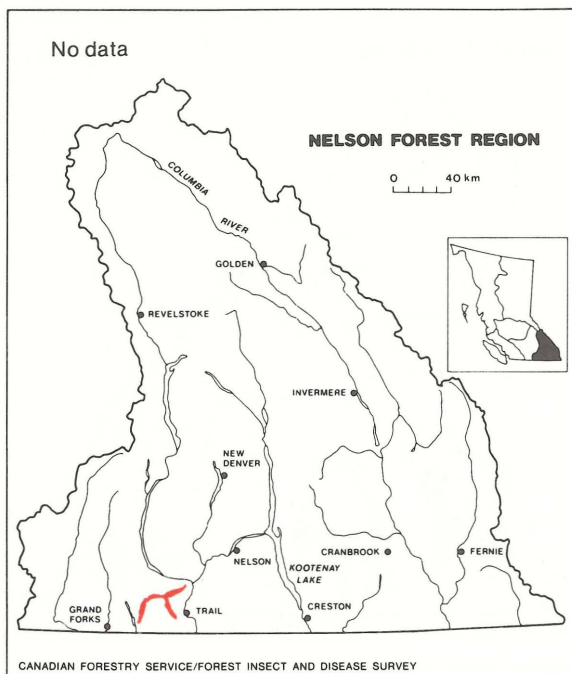 No data
NELSON FOREST REGION
0 40 km
COLUMBIA
RIVER
GOLDEN
REVELSTOKE
INVERMERE
NEW
DENVER
NELSON
KOOTENAY
LAKE
CRANBROOK
FERNIE
GRAND
FORKS
TRAIL
CRESTON
CANADIAN FORESTRY SERVICE/FOREST INSECT AND DISEASE SURVEY